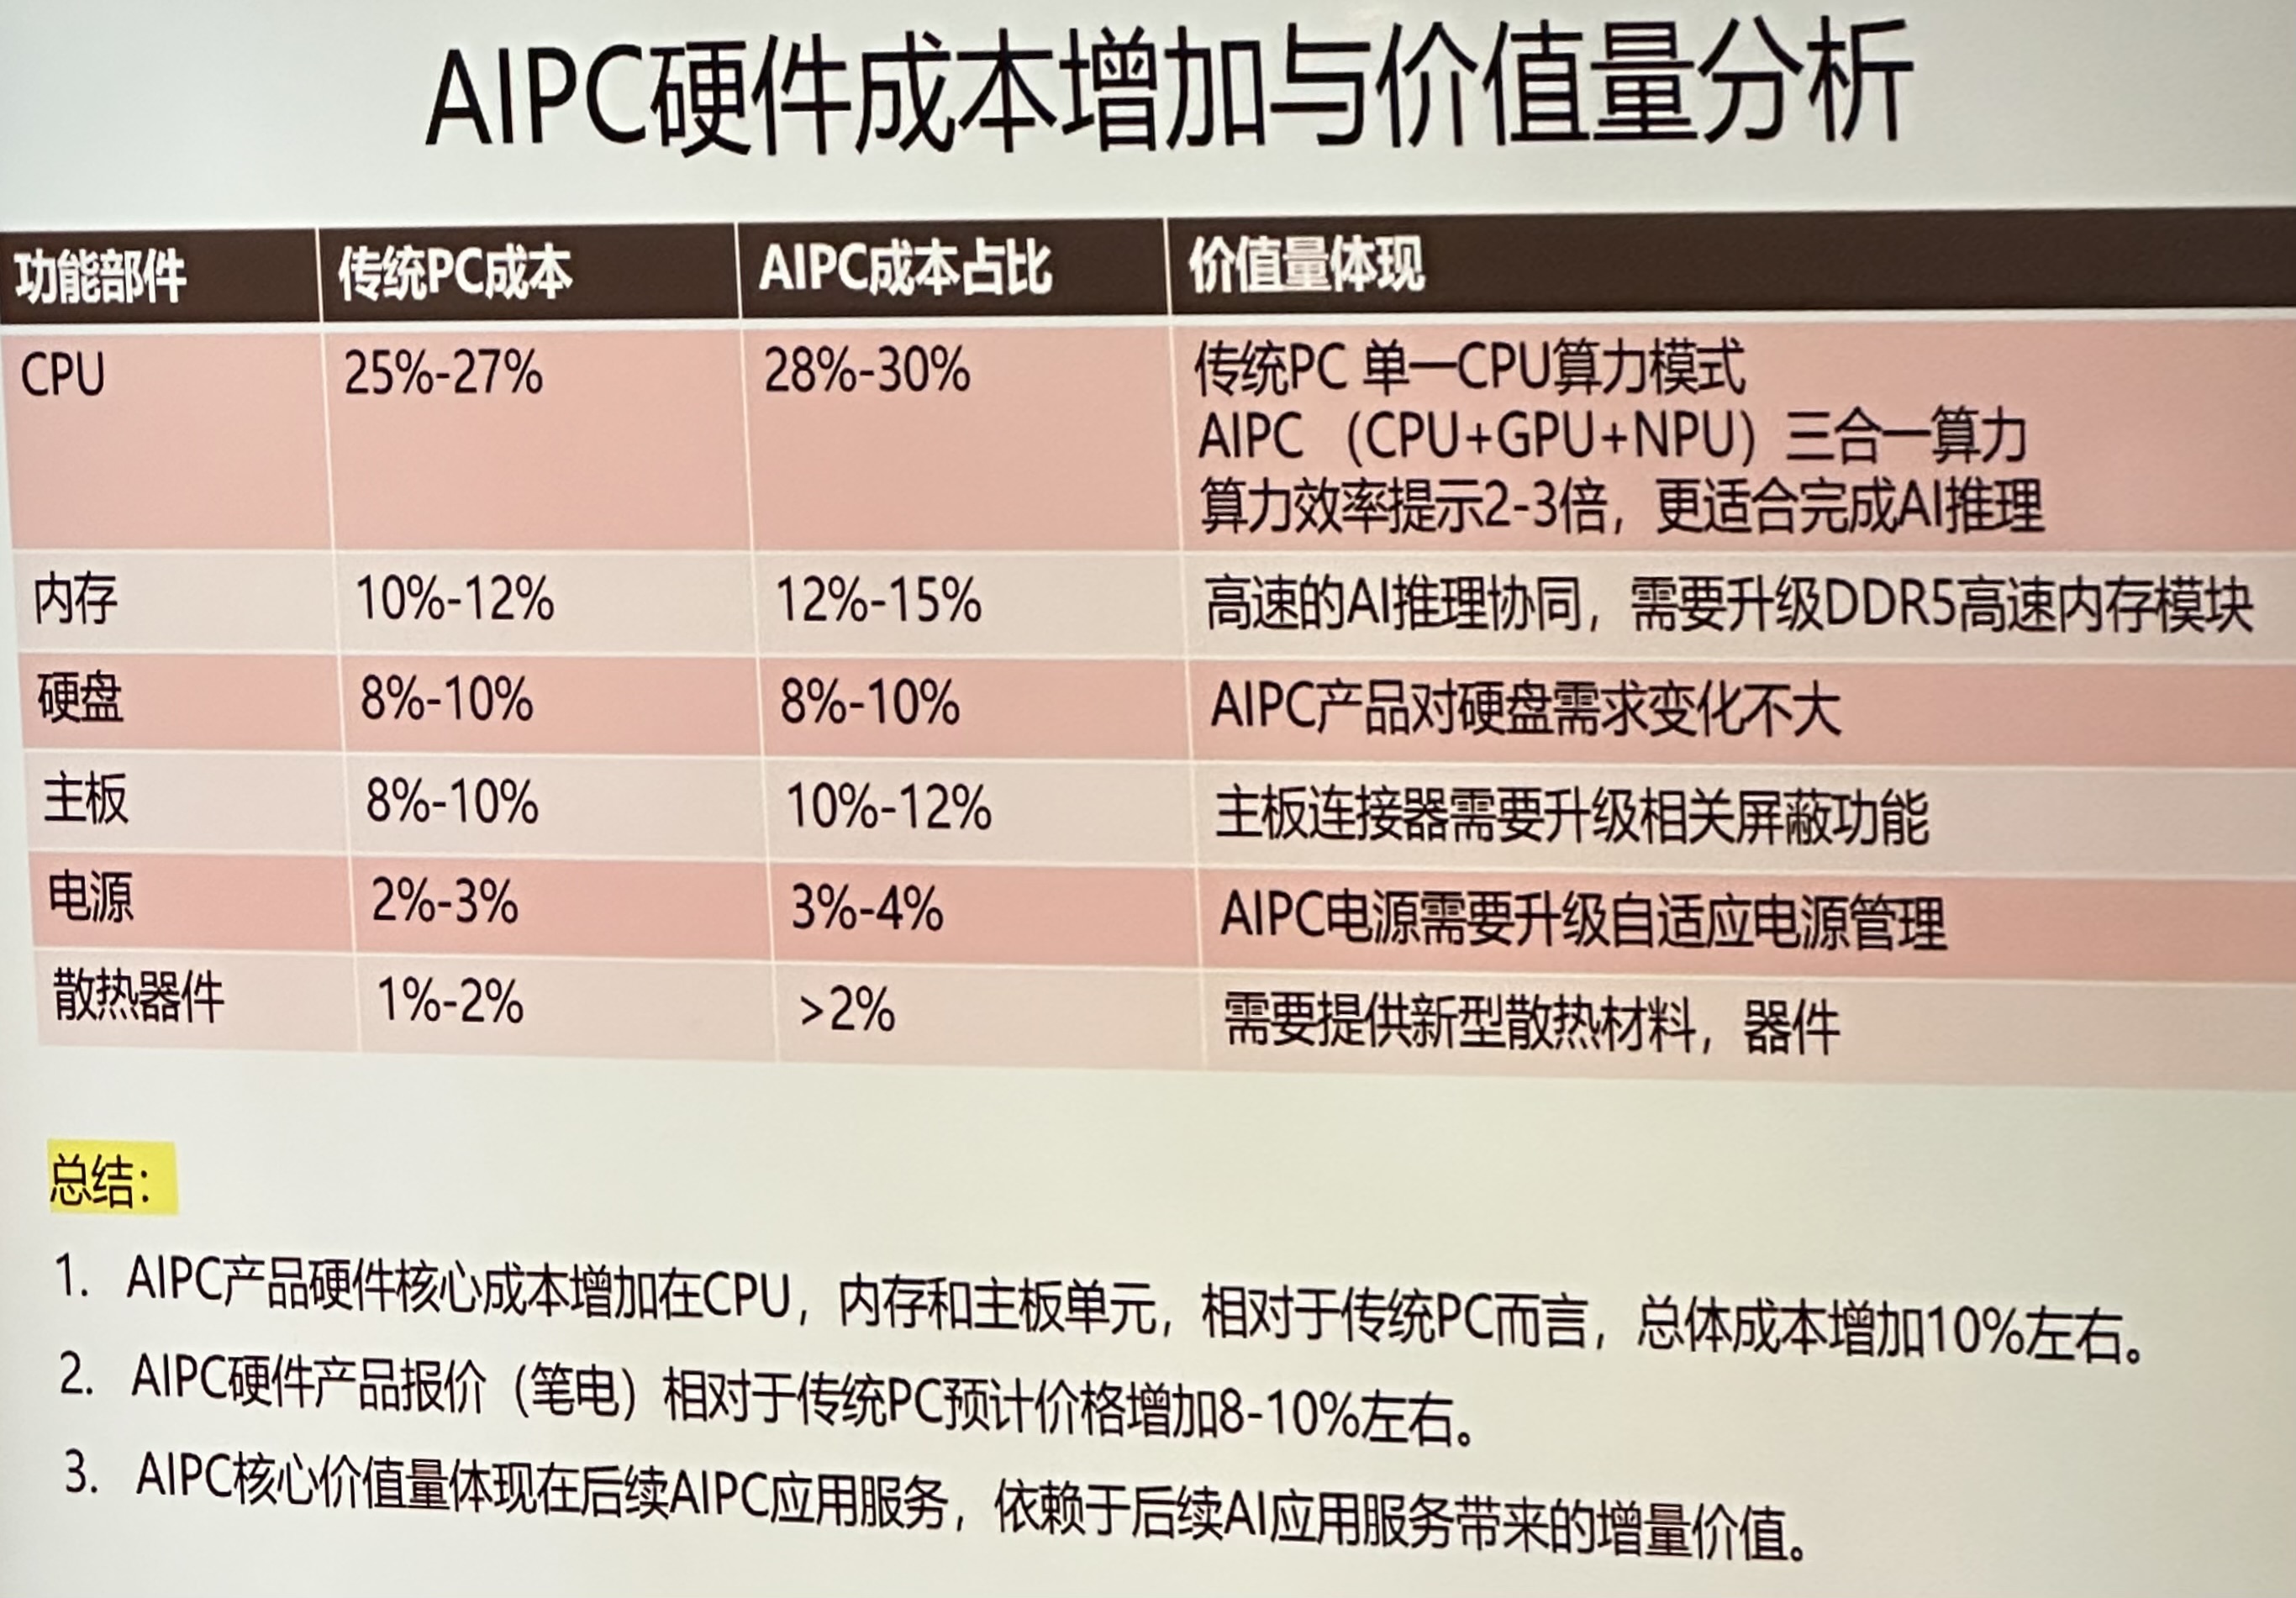 AIPC硬件成本增加与价值量分析
功能部件 传统PC成本 AIPC成本占比 价值量体现
CPU 25%-27% 28%-30% 传统PC 单一CPU算力模式
AIPC （CPU+GPU+NPU）三合一算力
算力效率提示2-3倍，更适合完成AI推理
内存 10%-12% 12%-15% 高速的AI推理协同，需要升级DDR5高速内存模块
硬盘 8%-10% 8%-10% AIPC产品对硬盘需求变化不大
主板 8%-10% 10%-12% 主板连接器需要升级相关屏蔽功能
电源 2%-3% 3%-4% AIPC电源需要升级自适应电源管理
散热器件 1%-2% >2% 需要提供新型散热材料，器件
总结：
1. AIPC产品硬件核心成本增加在CPU，内存和主板单元，相对于传统PC而言，总体成本增加10%左右。
2. AIPC硬件产品报价（笔电）相对于传统PC预计价格增加8-10%左右。
3. AIPC核心价值量体现在后续AIPC应用服务，依赖于后续AI应用服务带来的增量价值。